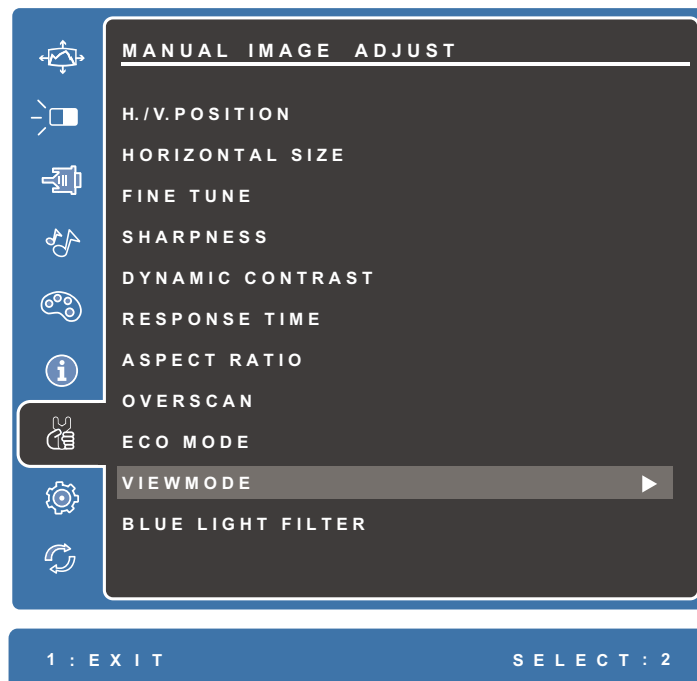 MANUAL IMAGE ADJUST
H./V.POSITION
HORIZONTAL SIZE
FINE TUNE
SHARPNESS
DYNAMIC CONTRAST
RESPONSE TIME
ASPECT RATIO
OVERSCAN
ECO MODE
VIEWMODE
BLUE LIGHT FILTER
1:EXIT SELECT:2